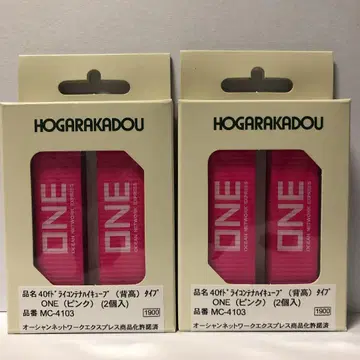 HOGARAKADOU
ONE
OCEAN NETWORK EXPRESS
ONE
品名 40ftドライコンテナハイキューブ (背高) タイプ
ONE (ピンク) (2個入)
品番 MC-4103
1900
オーシャンネットワークエクスプレス商品化許諾済
HOGARAKADOU
ONE
OCEAN NETWORK EXPRESS
ONE
品名 40ftドライコンテナハイキューブ (背高) タイプ
ONE (ピンク) (2個入)
品番 MC-4103
1900
オーシャンネットワークエクスプレス商品化許諾済